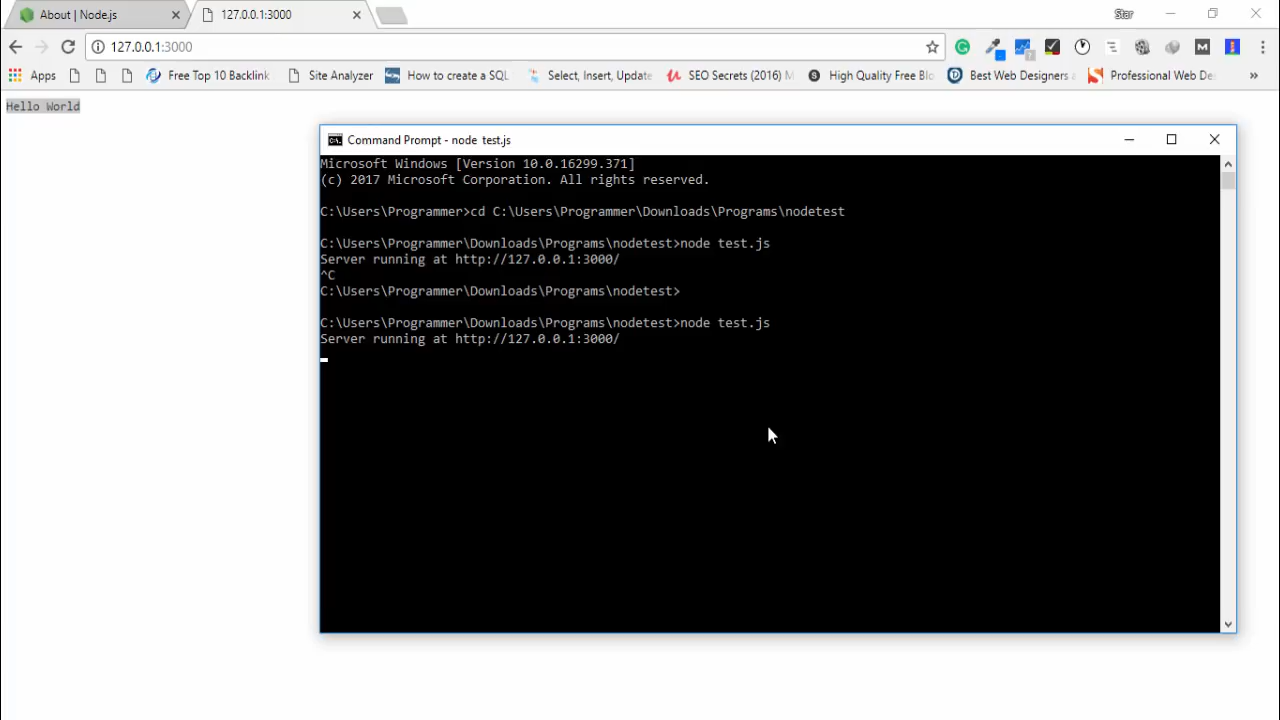 About | Node.js
127.0.0.1:3000
Star
127.0.0.1:3000
Apps
Free Top 10 Backlink
Site Analyzer
How to create a SQL
Select, Insert, Update
SEO Secrets (2016) M
High Quality Free Blo
Best Web Designers
Professional Web De
Hello World
Command Prompt - node test.js
Microsoft Windows [Version 10.0.16299.371]
(c) 2017 Microsoft Corporation. All rights reserved.
C:\Users\Programmer>cd C:\Users\Programmer\Downloads\Programs\nodetest
C:\Users\Programmer\Downloads\Programs\nodetest>node test.js
Server running at http://127.0.0.1:3000/
^C
C:\Users\Programmer\Downloads\Programs\nodetest>
C:\Users\Programmer\Downloads\Programs\nodetest>node test.js
Server running at http://127.0.0.1:3000/